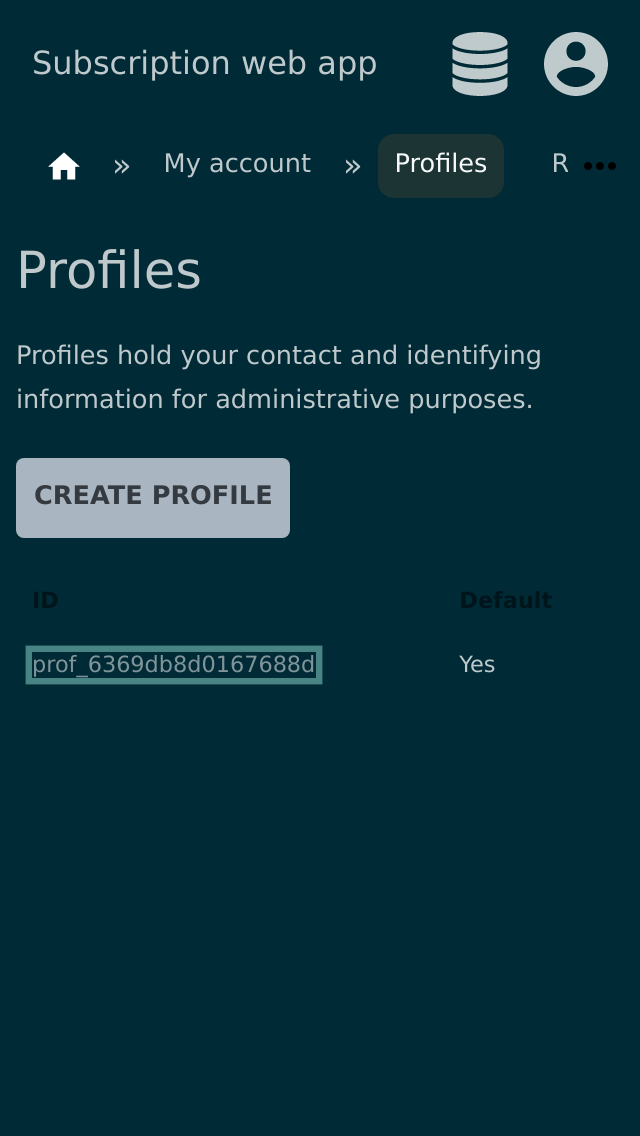 Subscription web app
» My account » Profiles R •••
Profiles
Profiles hold your contact and identifying
information for administrative purposes.
CREATE PROFILE
ID Default
prof_6369db8d0167688d Yes